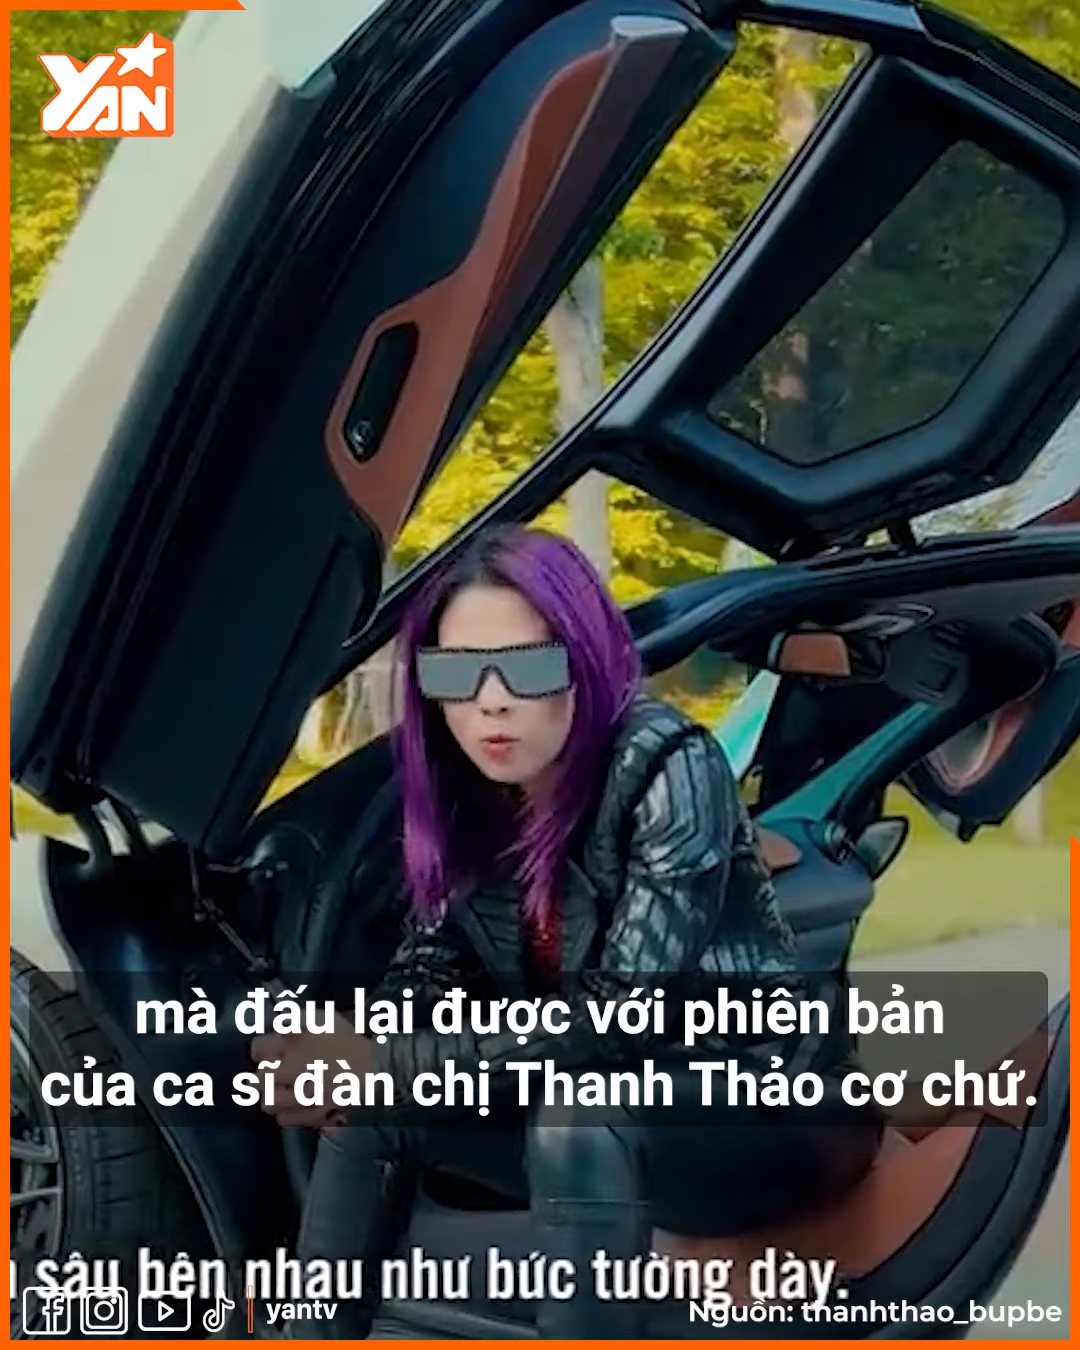 YAN
mà đấu lại được với phiên bản
của ca sĩ đàn chị Thanh Thảo cơ chứ.
sâu bên nhau như bức tường dày.
yantv
Nguồn: thanhthao_bupbe